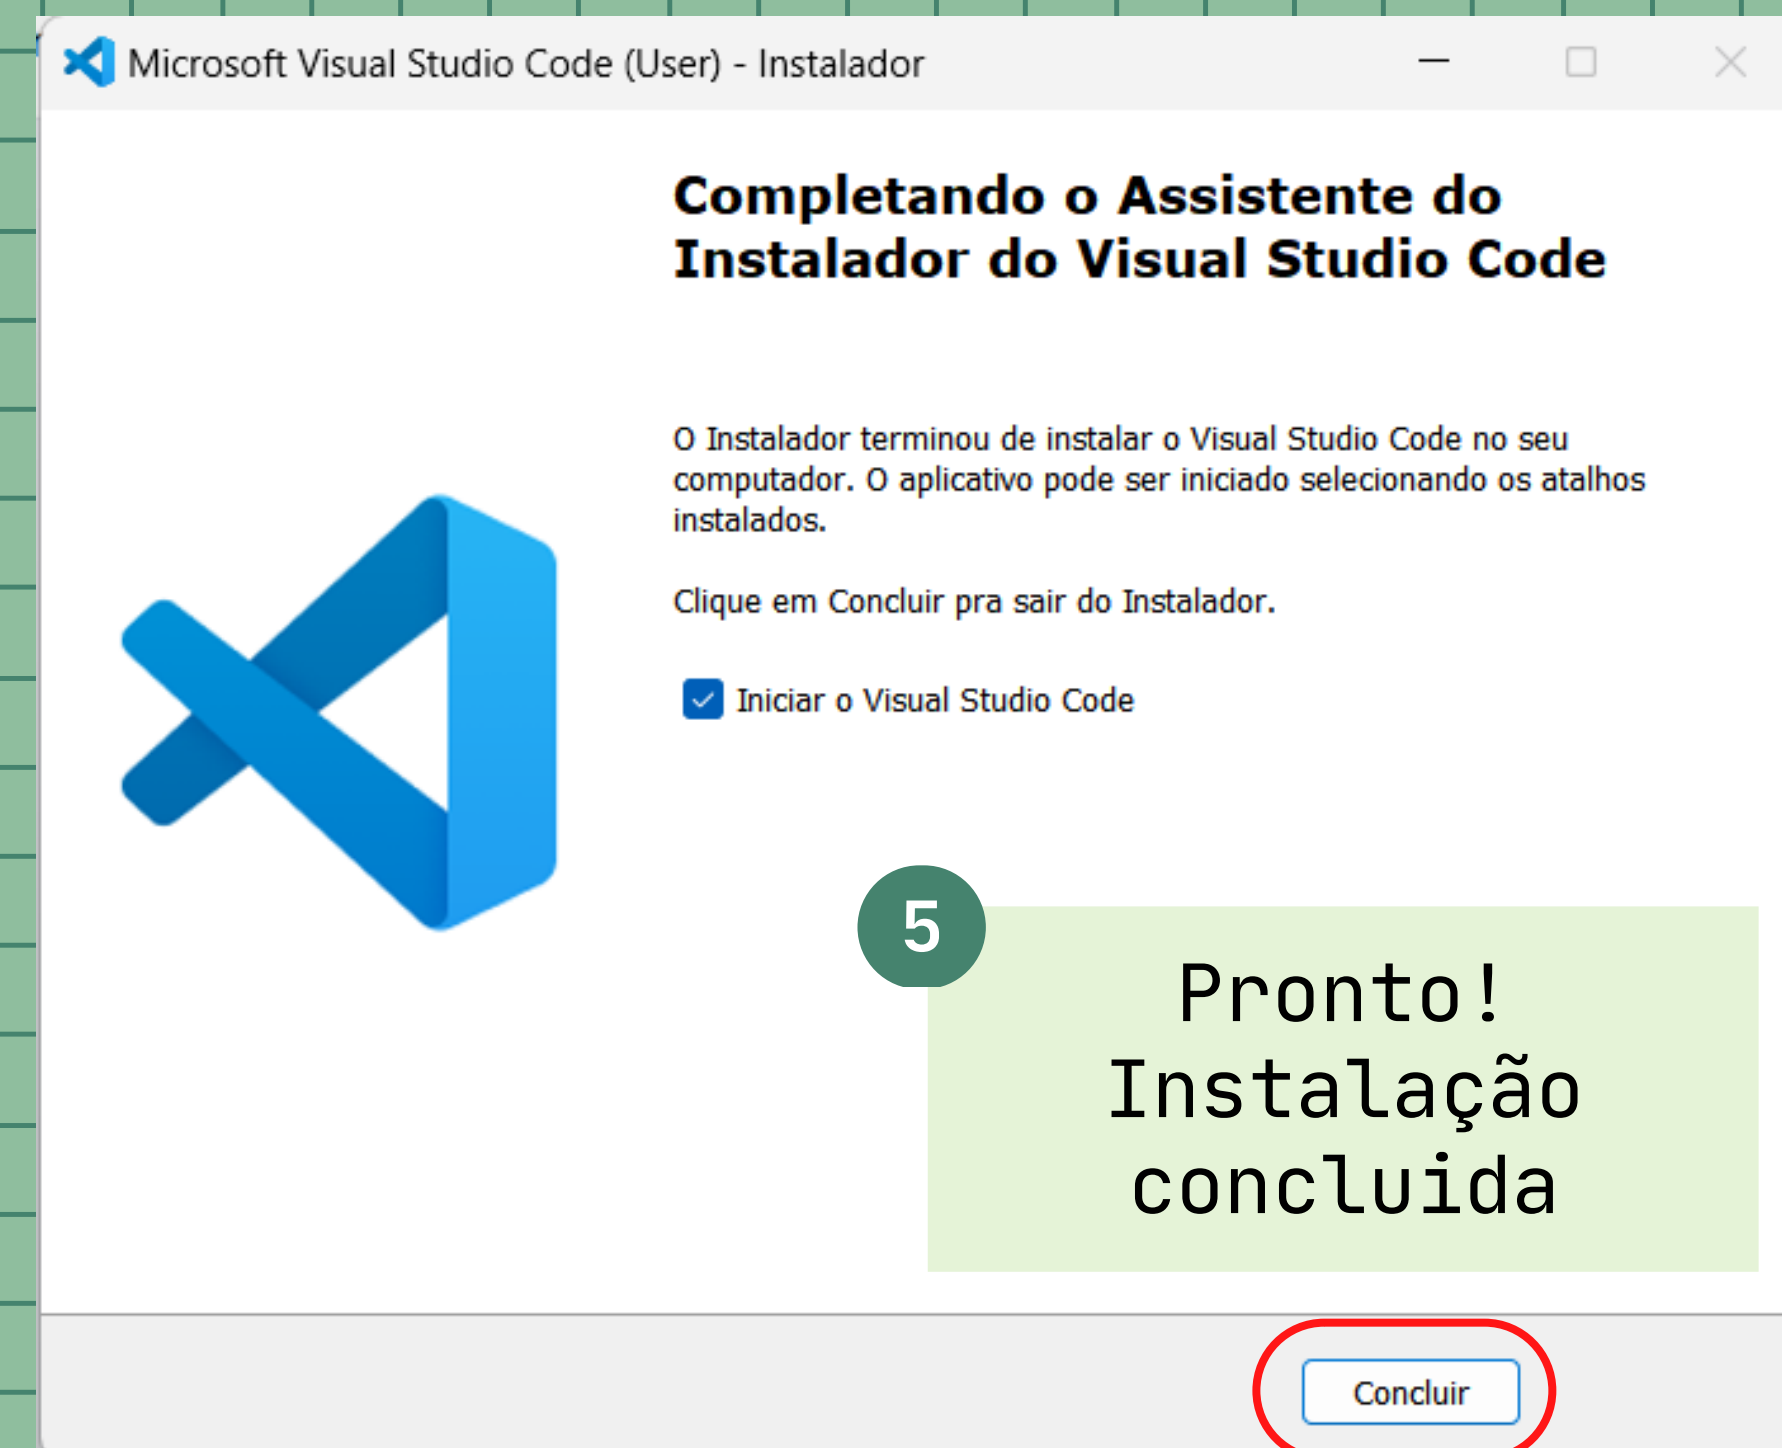 Microsoft Visual Studio Code (User) - Instalador
Completando o Assistente do
Instalador do Visual Studio Code
O Instalador terminou de instalar o Visual Studio Code no seu
computador. O aplicativo pode ser iniciado selecionando os atalhos
instalados.
Clique em Concluir pra sair do Instalador.
Iniciar o Visual Studio Code
5
Pronto!
Instalação
concluida
Concluir